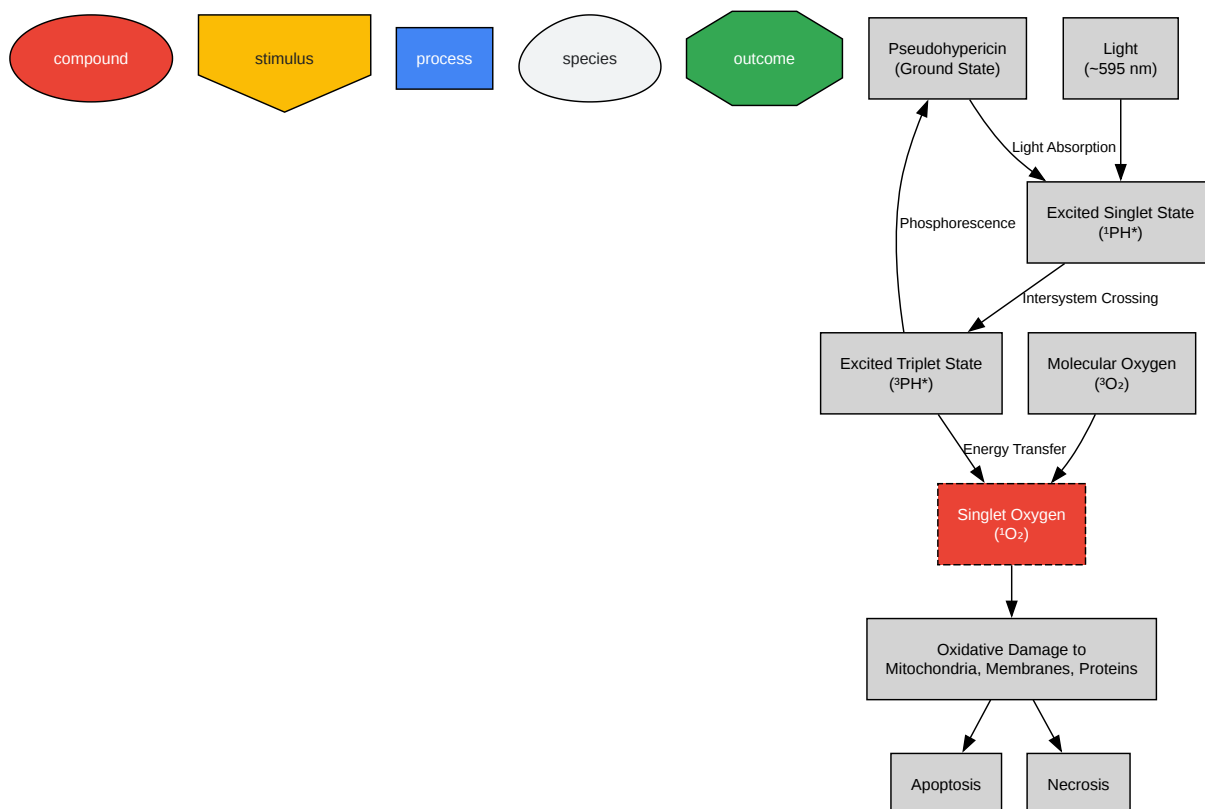 compound
stimulus
process
species
outcome
Pseudohypericin
(Ground State)
Light
(~595 nm)
Light Absorption
Phosphorescence
Excited Singlet State
(¹PH*)
Intersystem Crossing
Excited Triplet State
(³PH*)
Molecular Oxygen
(³O₂)
Energy Transfer
Singlet Oxygen
(¹O₂)
Oxidative Damage to
Mitochondria, Membranes, Proteins
Apoptosis
Necrosis